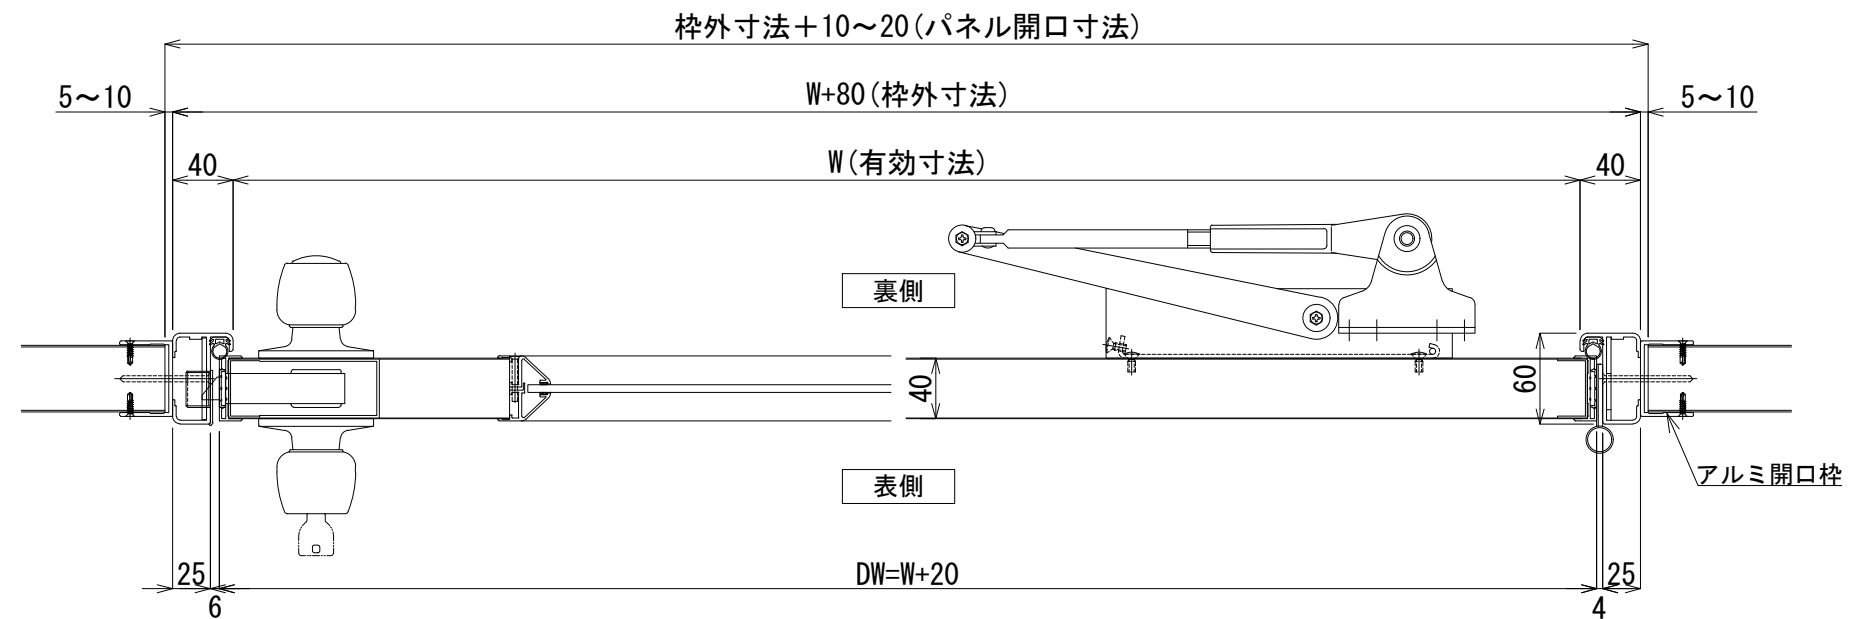 枠外寸法＋10～20(パネル開口寸法)
5～10
W+80(枠外寸法)
5～10
40
W(有効寸法)
40
裏側
40
60
表側
アルミ開口枠
25
DW=W+20
25
6
4